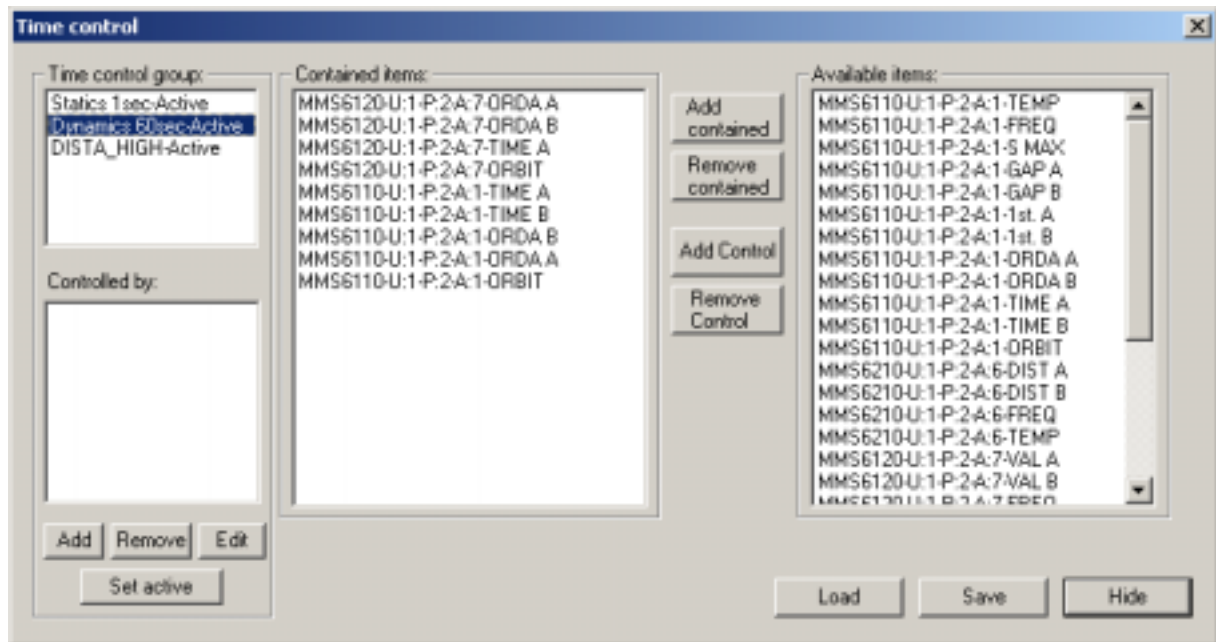 Time control
Time control group:
Statics 1sec-Active
Dynamics 60sec-Active
DISTA_HIGH-Active
Controlled by:
Add
Remove
Edit
Set active
Contained items:
MMS6120-U:1-P:2-A:7-ORDA A
MMS6120-U:1-P:2-A:7-ORDA B
MMS6120-U:1-P:2-A:7-TIME A
MMS6120-U:1-P:2-A:7-ORBIT
MMS6110-U:1-P:2-A:1-TIME A
MMS6110-U:1-P:2-A:1-TIME B
MMS6110-U:1-P:2-A:1-ORDA B
MMS6110-U:1-P:2-A:1-ORDA A
MMS6110-U:1-P:2-A:1-ORBIT
Add
contained
Remove
contained
Add Control
Remove
Control
Available items:
MMS6110-U:1-P:2-A:1-TEMP
MMS6110-U:1-P:2-A:1-FREQ
MMS6110-U:1-P:2-A:1-S MAX
MMS6110-U:1-P:2-A:1-GAP A
MMS6110-U:1-P:2-A:1-GAP B
MMS6110-U:1-P:2-A:1-1st. A
MMS6110-U:1-P:2-A:1-1st. B
MMS6110-U:1-P:2-A:1-ORDA A
MMS6110-U:1-P:2-A:1-ORDA B
MMS6110-U:1-P:2-A:1-TIME A
MMS6110-U:1-P:2-A:1-TIME B
MMS6110-U:1-P:2-A:1-ORBIT
MMS6210-U:1-P:2-A:6-DIST A
MMS6210-U:1-P:2-A:6-DIST B
MMS6210-U:1-P:2-A:6-FREQ
MMS6210-U:1-P:2-A:6-TEMP
MMS6120-U:1-P:2-A:7-VAL A
MMS6120-U:1-P:2-A:7-VAL B
MMS6120-U:1-P:2-A:7-FREQ
Load
Save
Hide